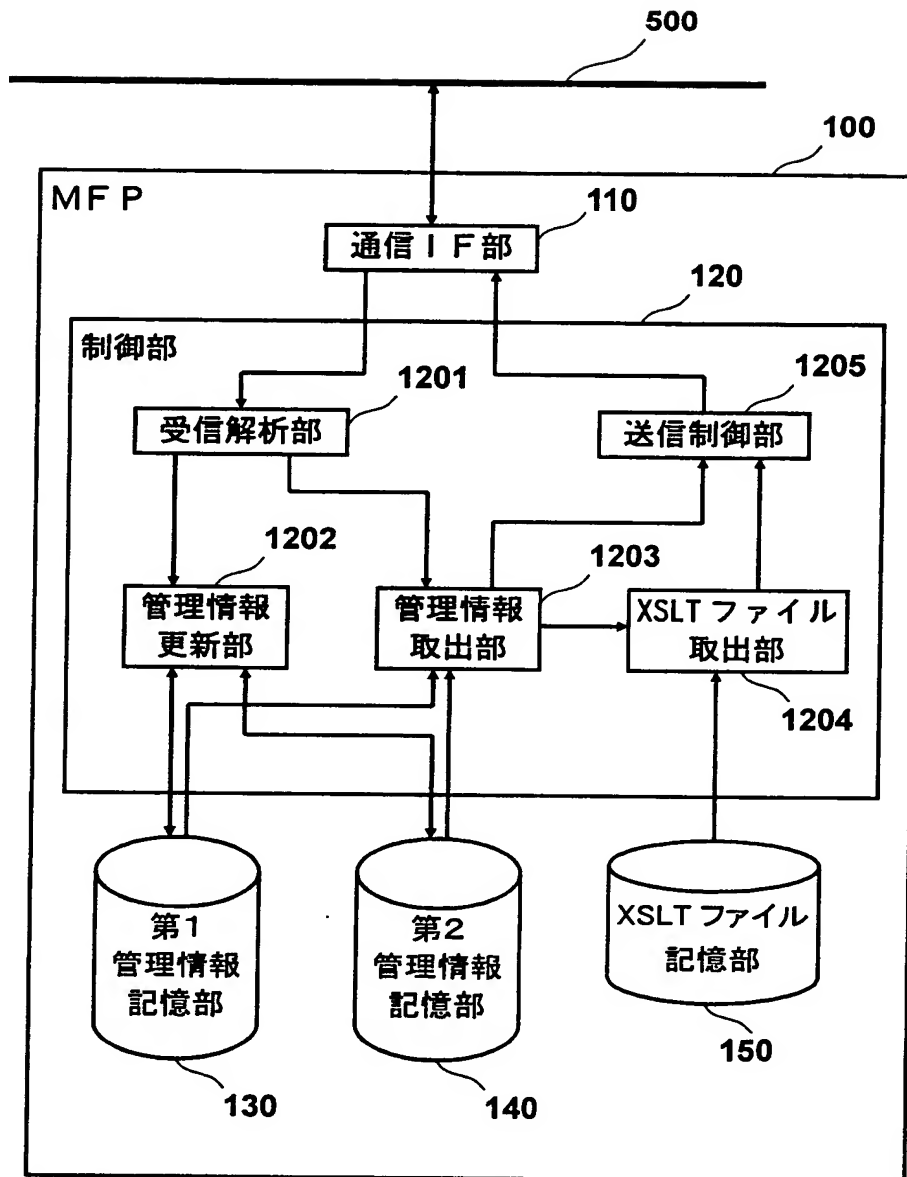 500
100
MFP
110
通信IF部
120
制御部
1201
1205
受信解析部
送信制御部
1202
1203
管理情報
更新部
管理情報
取出部
XSLTファイル
取出部
1204
第1
管理情報
記憶部
第2
管理情報
記憶部
XSLTファイル
記憶部
150
130
140